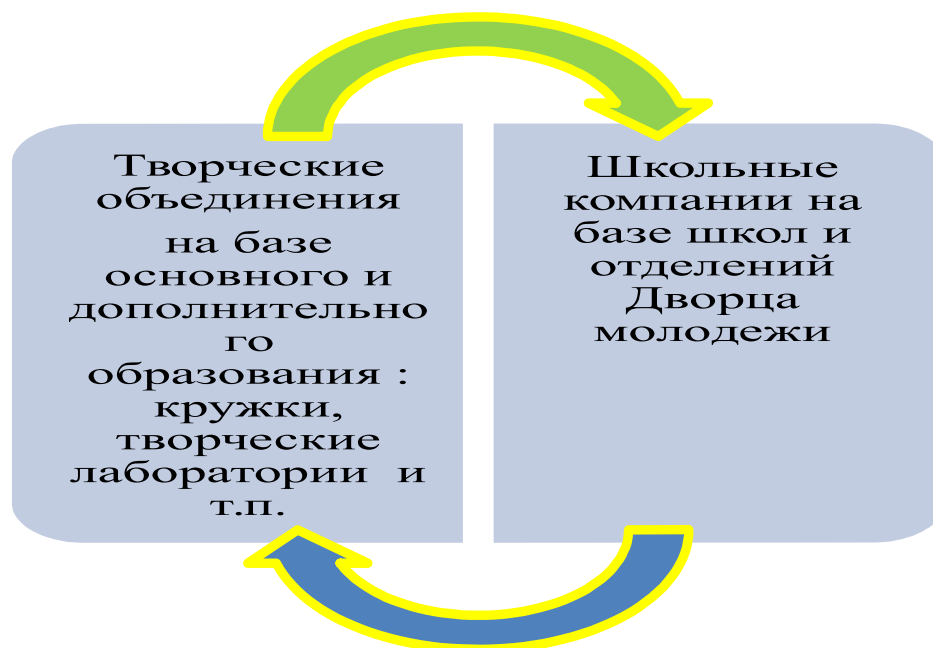 Творческие
объединения
на базе
основного и
дополнительно
го
образования :
кружки,
творческие
лаборатории и
т.п.
Школьные
компании на
базе школ и
отделений
Дворца
молодежи